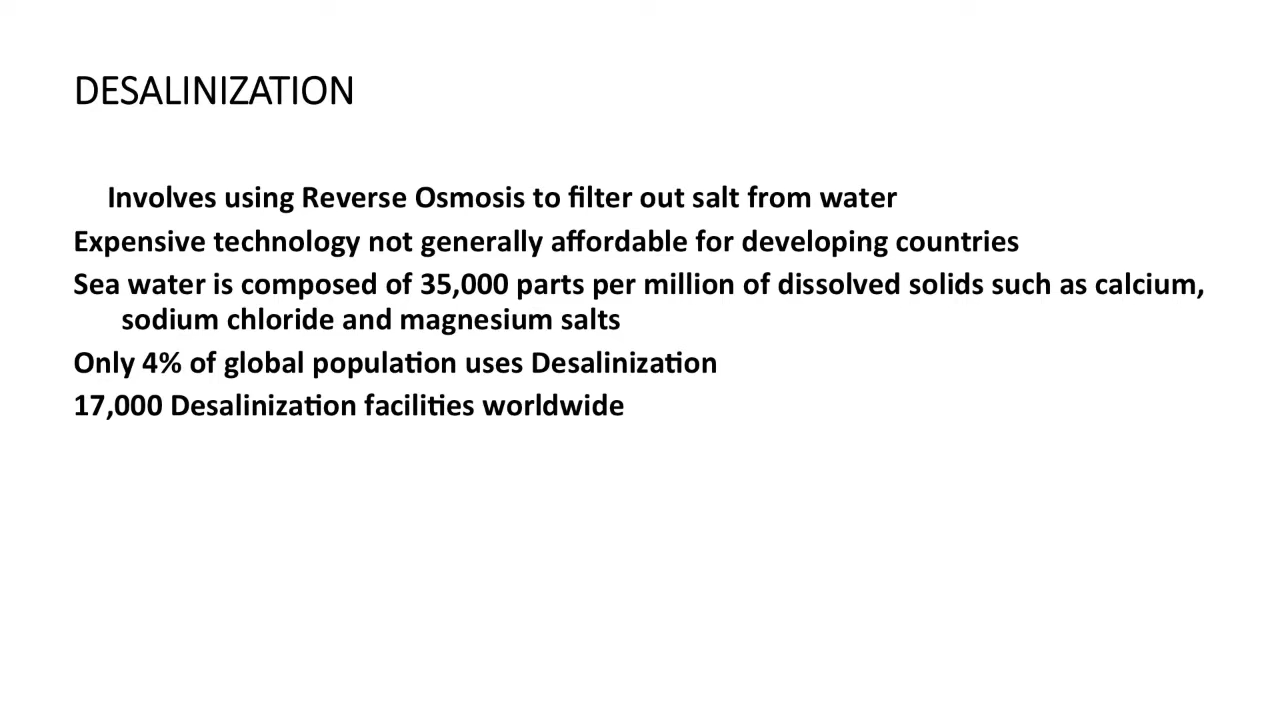 DESALINIZATION
Involves using Reverse Osmosis to filter out salt from water
Expensive technology not generally affordable for developing countries
Sea water is composed of 35,000 parts per million of dissolved solids such as calcium,
sodium chloride and magnesium salts
Only 4% of global population uses Desalinization
17,000 Desalinization facilities worldwide